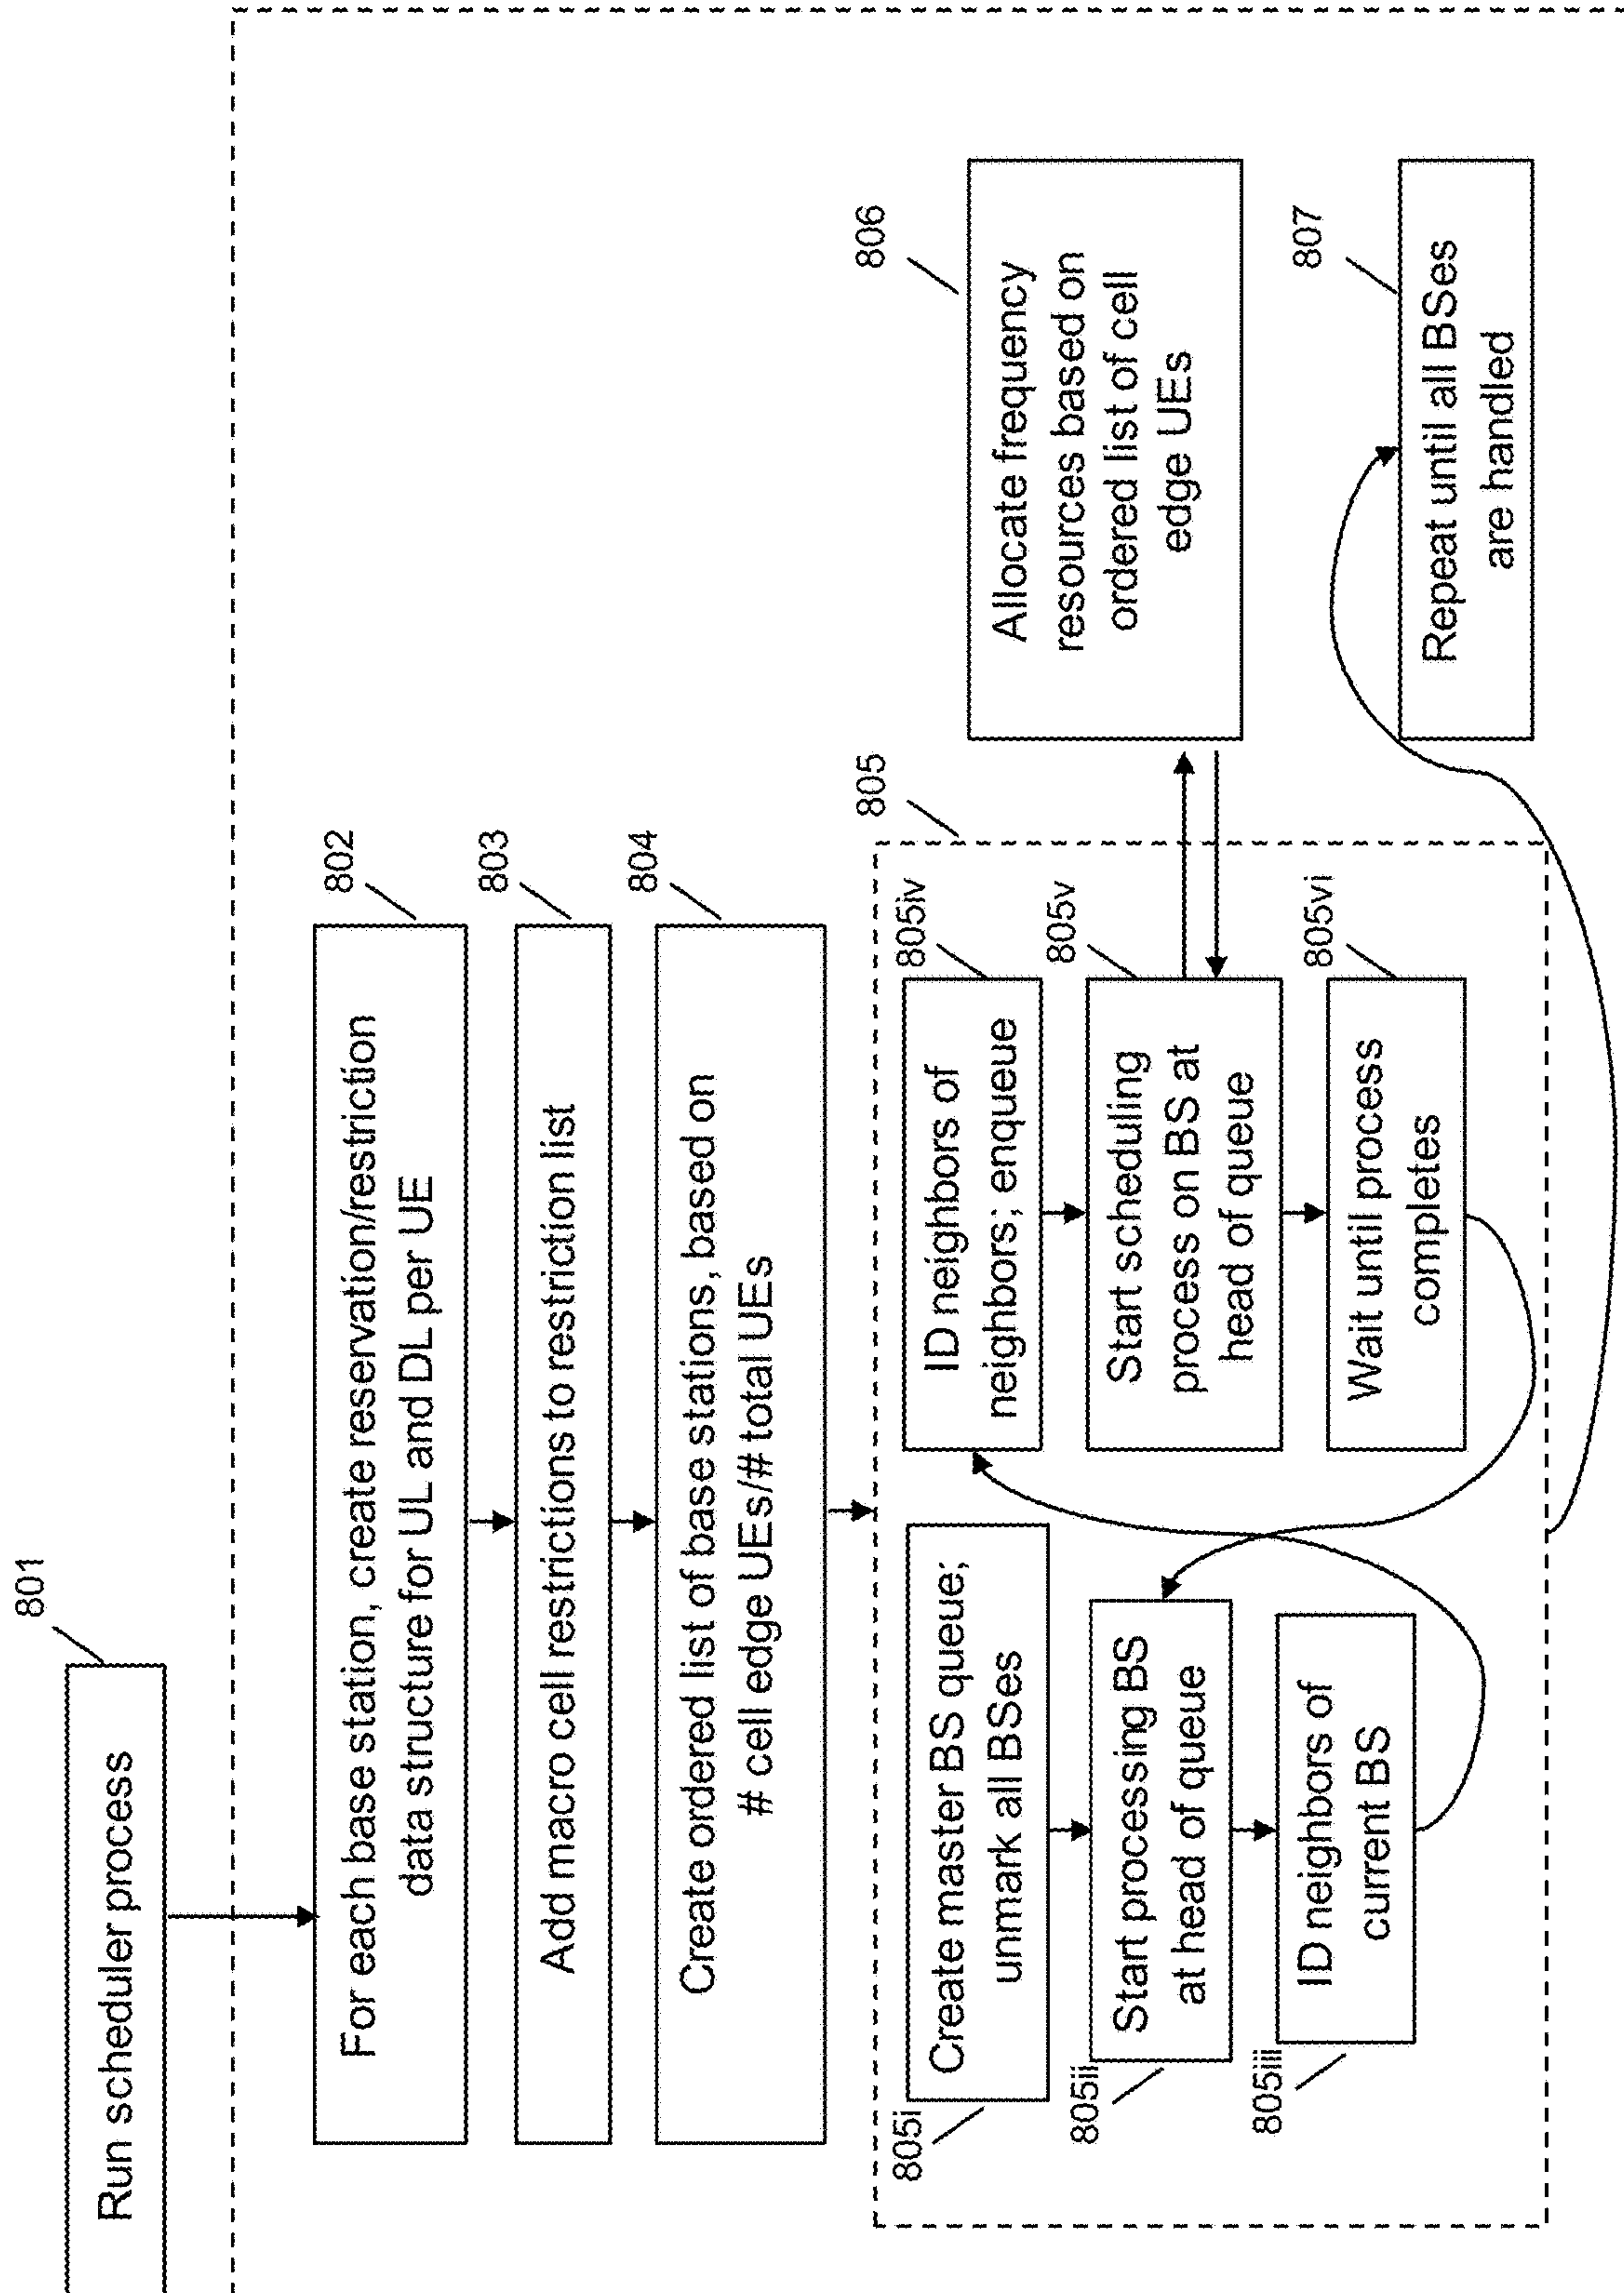 801
Run scheduler process
802
For each base station, create reservation/restriction
data structure for UL and DL per UE
803
Add macro cell restrictions to restriction list
804
Create ordered list of base stations, based on
# cell edge UEs/# total UEs
805
805i
Create master BS queue;
unmark all BSes
805ii
Start processing BS
at head of queue
805iii
ID neighbors of
current BS
805iv
ID neighbors of
neighbors; enqueue
805v
Start scheduling
process on BS at
head of queue
805vi
Wait until process
completes
806
Allocate frequency
resources based on
ordered list of cell
edge UEs
807
Repeat until all BSes
are handled